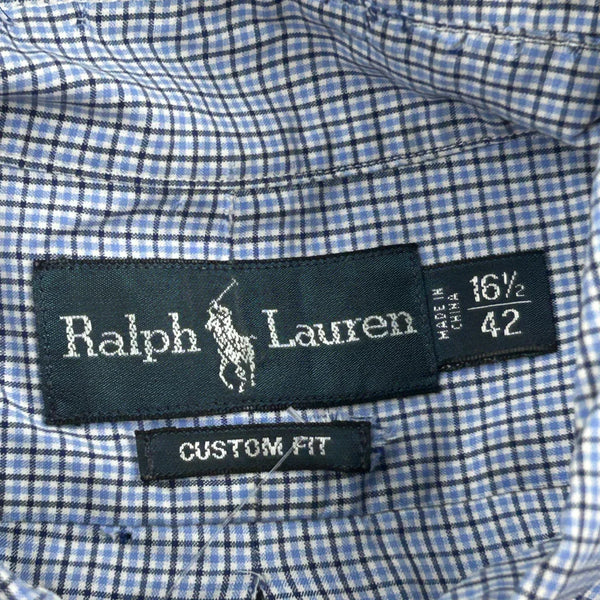 Ralph Lauren
MADE IN
CHINA
16½
42
CUSTOM FIT